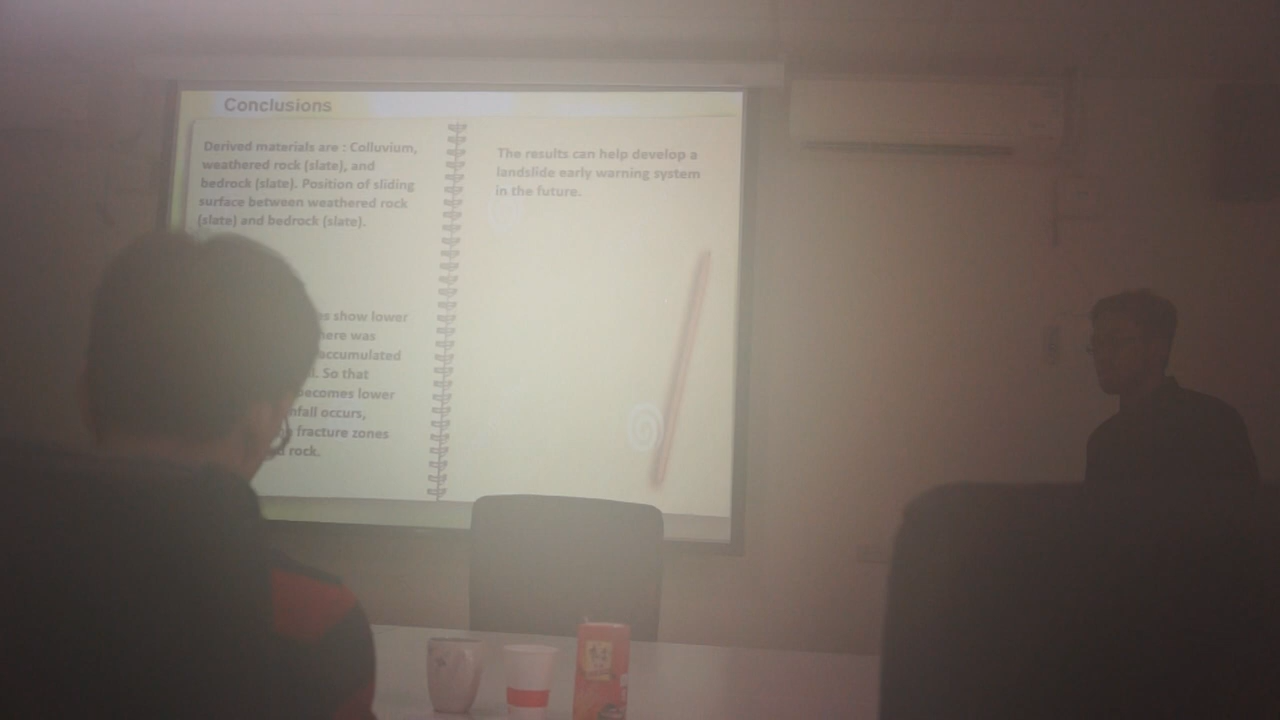 Conclusions
Derived materials are : Colluvium,
weathered rock (slate), and
bedrock (slate). Position of sliding
surface between weathered rock
(slate) and bedrock (slate).
show lower
was
accumulated
So that
becomes lower
occurs,
fracture zones
rock.
The results can help develop a
landslide early warning system
in the future.